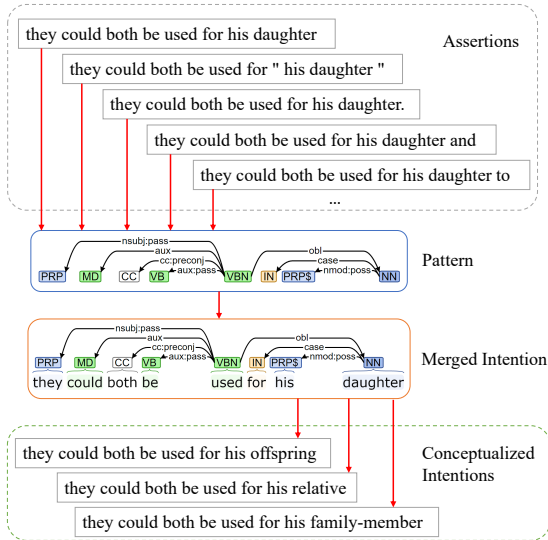 they could both be used for his daughter
Assertions
they could both be used for " his daughter "
they could both be used for his daughter.
they could both be used for his daughter and
they could both be used for his daughter to
...
Pattern
nsubj:pass
aux
cc:preconj
aux:pass
obl
case
nmod:poss
PRP MD CC VB VBN IN PRP$ NN
Merged Intention
nsubj:pass
aux
cc:preconj
aux:pass
obl
case
nmod:poss
PRP MD CC VB VBN IN PRP$ NN
they could both be used for his daughter
they could both be used for his offspring
Conceptualized
Intentions
they could both be used for his relative
they could both be used for his family-member